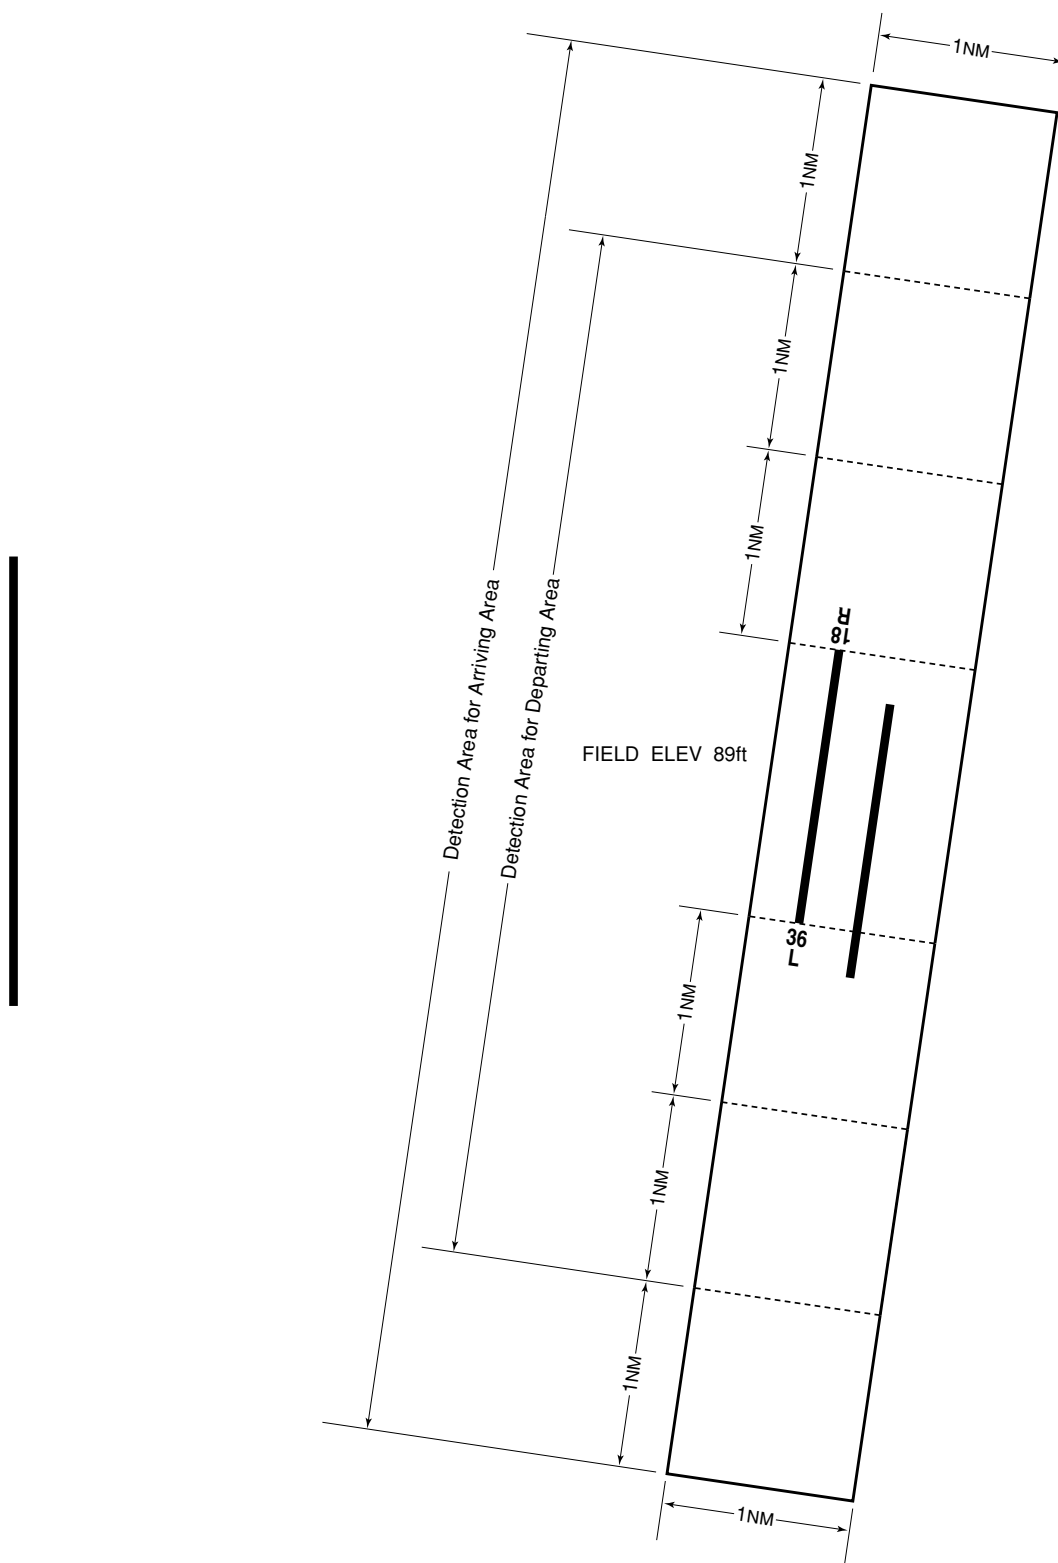 1NM
1NM
1NM
1NM
18
R
Detection Area for Arriving Area
Detection Area for Departing Area
FIELD ELEV 89ft
36
L
1NM
1NM
1NM
1NM